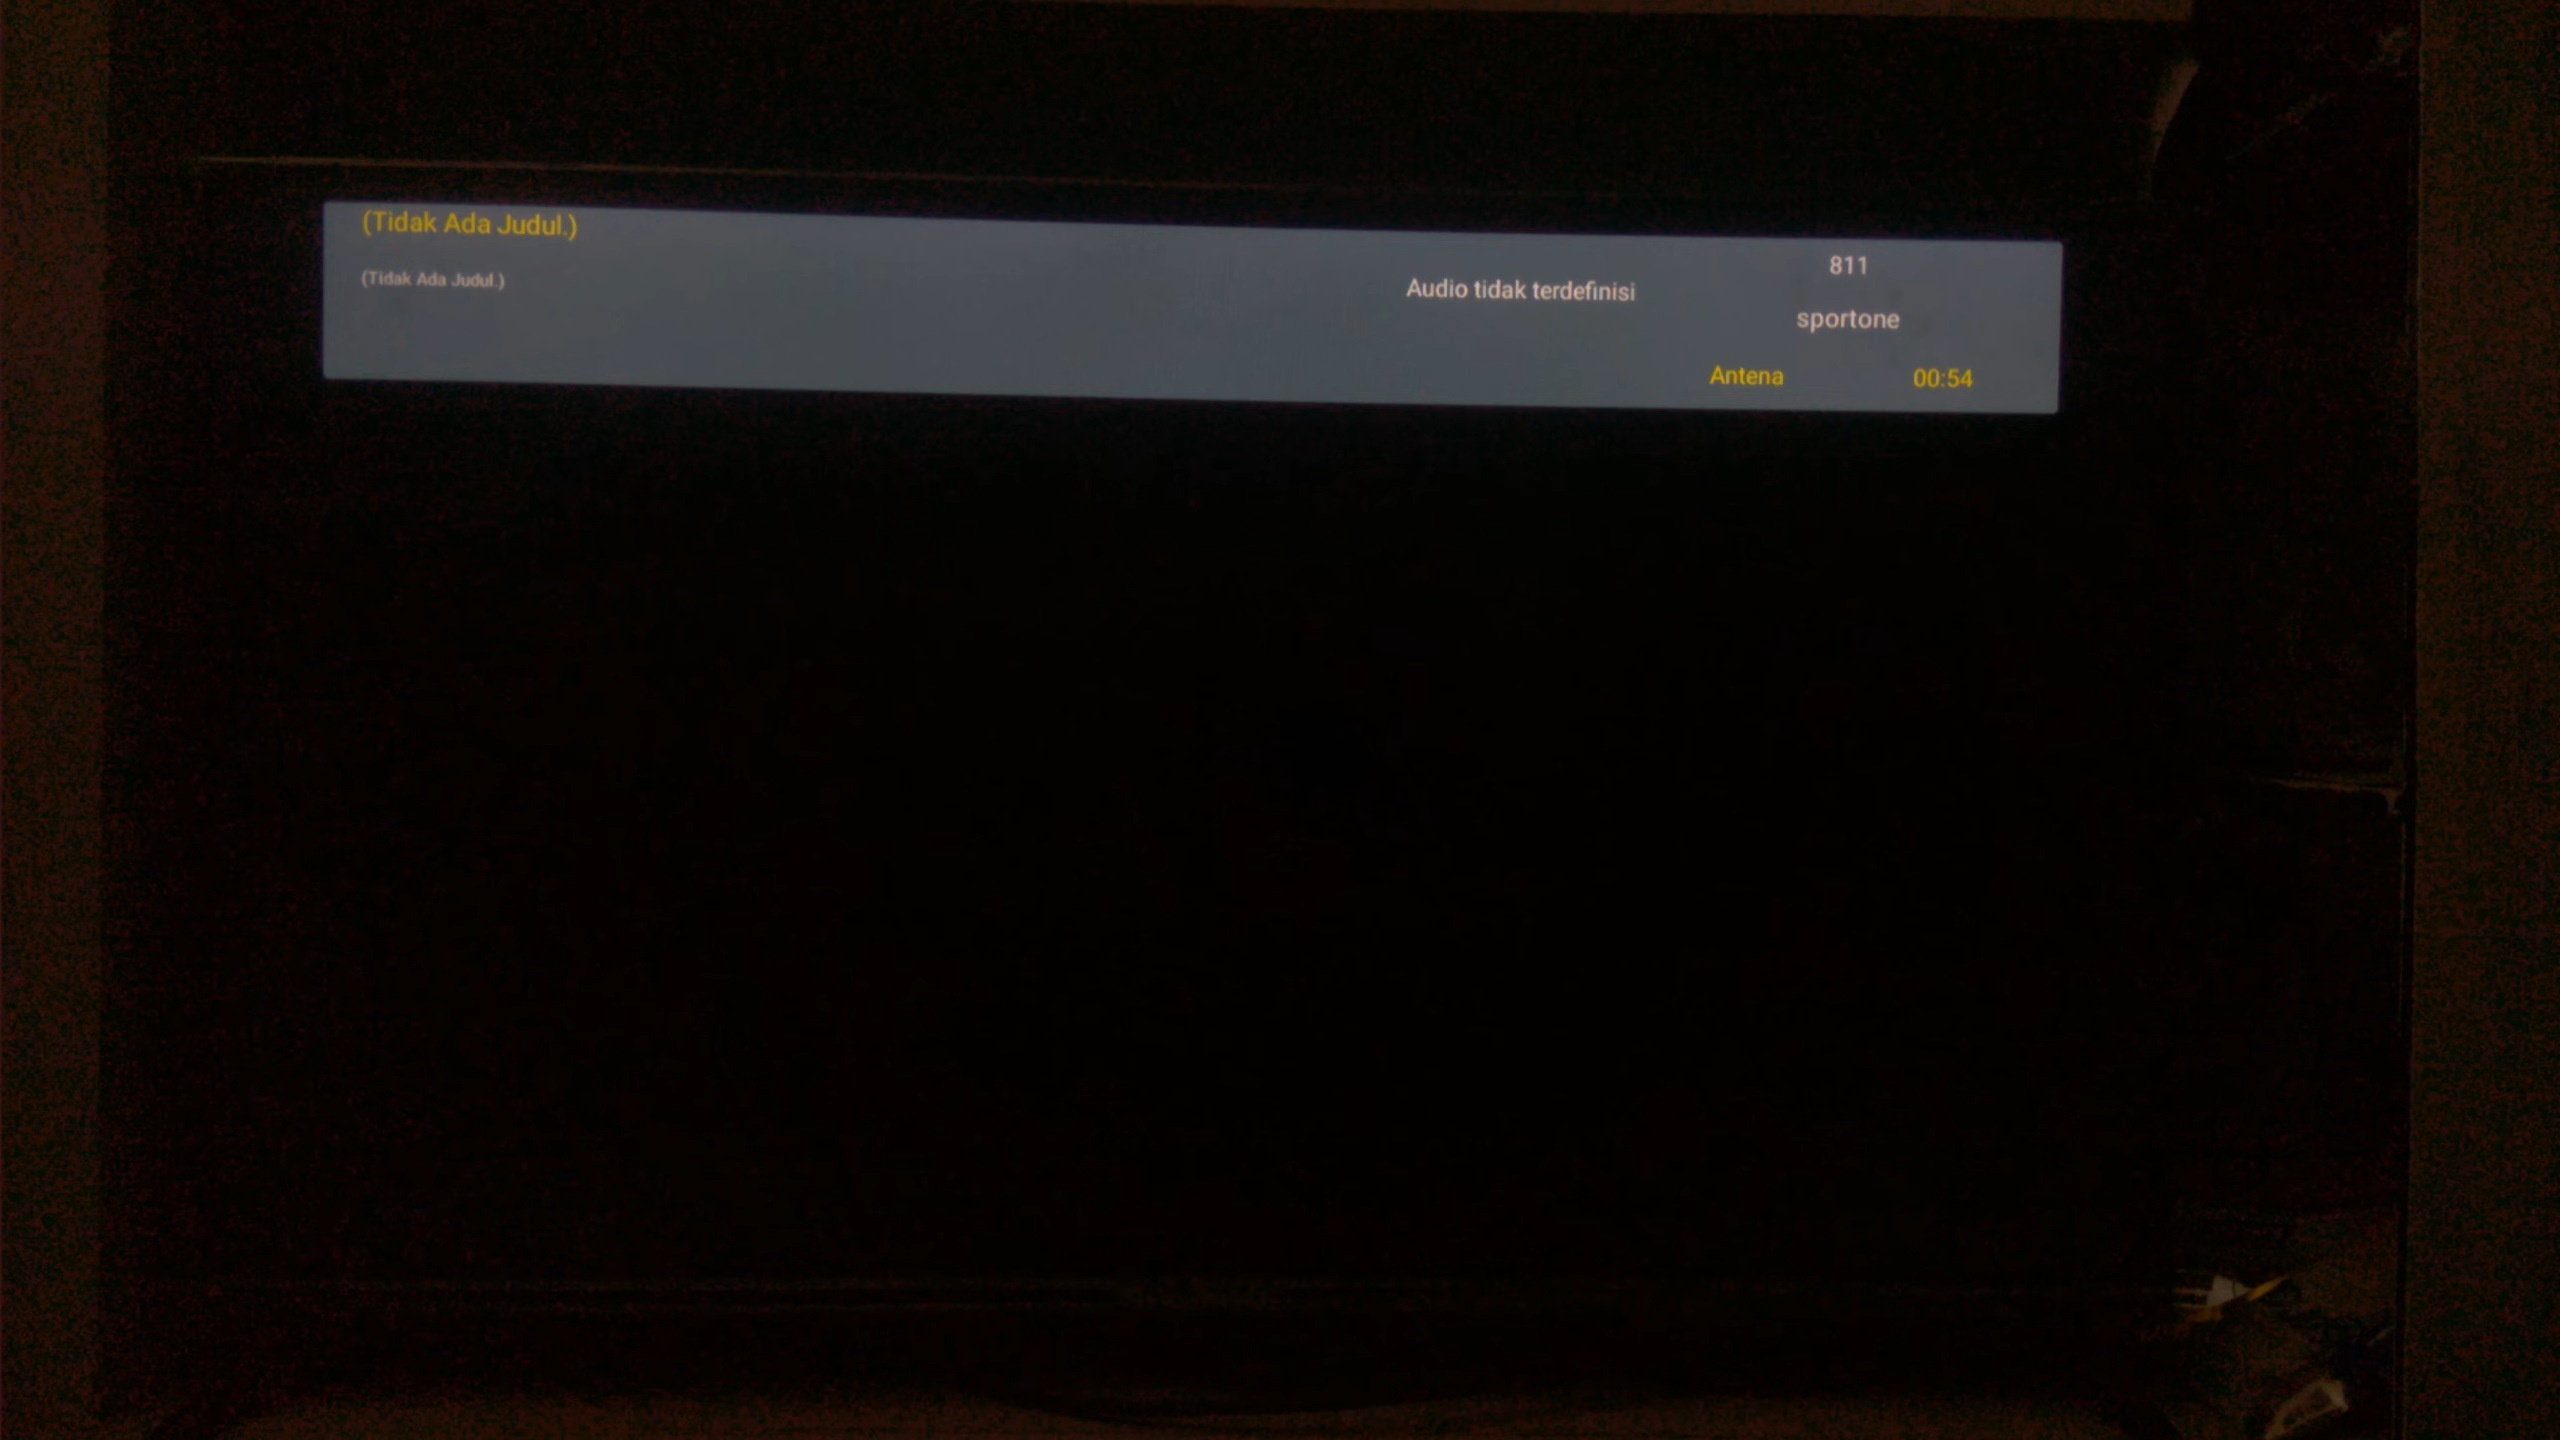 (Tidak Ada Judul.)
(Tidak Ada Judul.)
Audio tidak terdefinisi
811
sportone
Antena 00:54